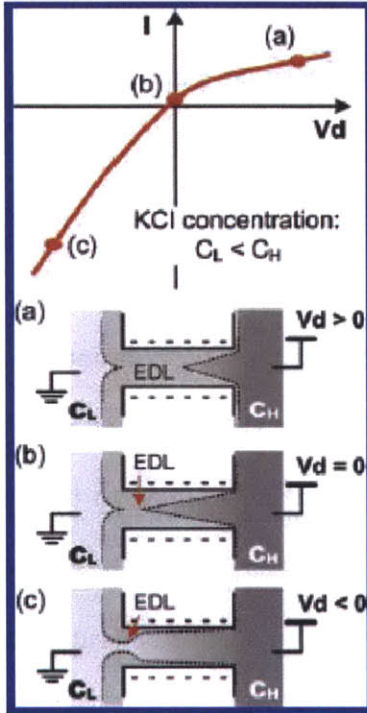 I
(a)
(b)
Vd
(c)
KCl concentration:
C_L < C_H
(a)
Vd > 0
EDL
C_L
C_H
(b)
EDL
Vd = 0
C_L
C_H
(c)
EDL
Vd < 0
C_L
C_H